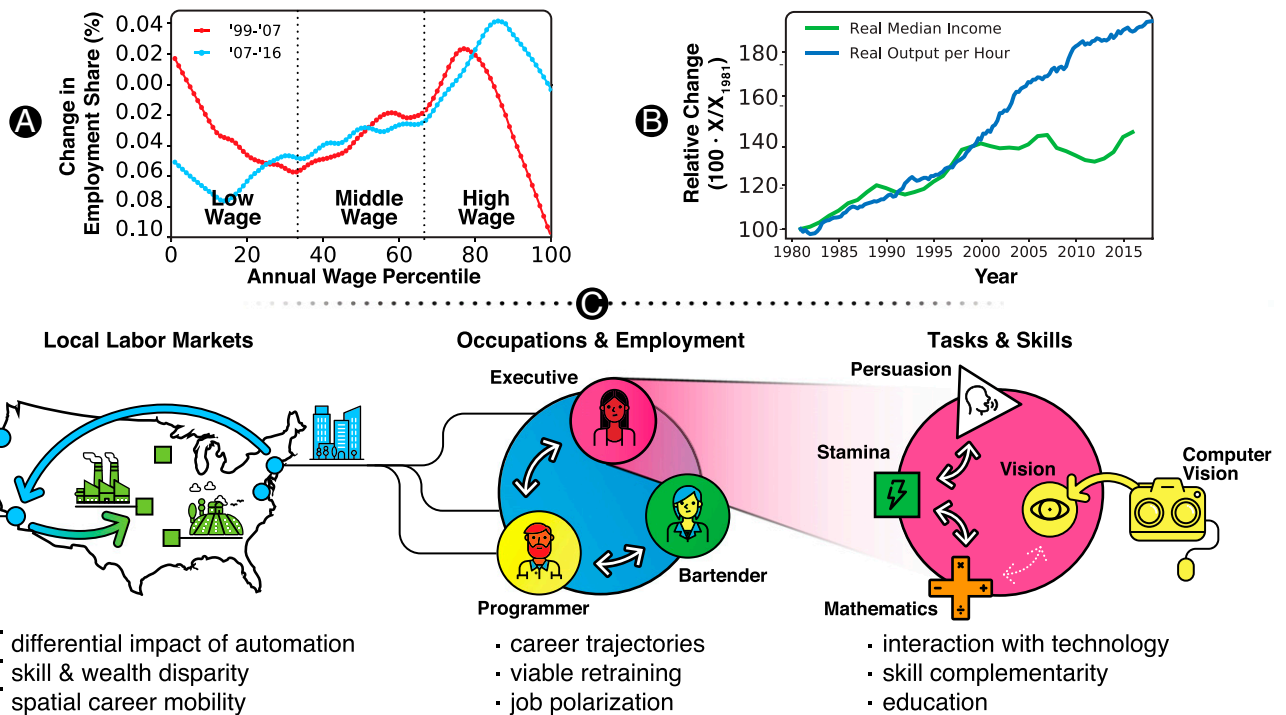 A
Change in
Employment Share (%)
0.04
0.02
0.00
0.04
0.06
0.08
0.10
'99-'07
'07-'16
Low
Wage
Middle
Wage
High
Wage
0 20 40 60 80 100
Annual Wage Percentile
B
Relative Change
(100 · X/X1981)
180
160
140
120
100
Real Median Income
Real Output per Hour
1980 1985 1990 1995 2000 2005 2010 2015
Year
C
Local Labor Markets
differential impact of automation
skill & wealth disparity
spatial career mobility
Occupations & Employment
Executive
Bartender
Programmer
· career trajectories
· viable retraining
· job polarization
Tasks & Skills
Persuasion
Stamina
Vision
Computer
Vision
Mathematics
· interaction with technology
· skill complementarity
· education